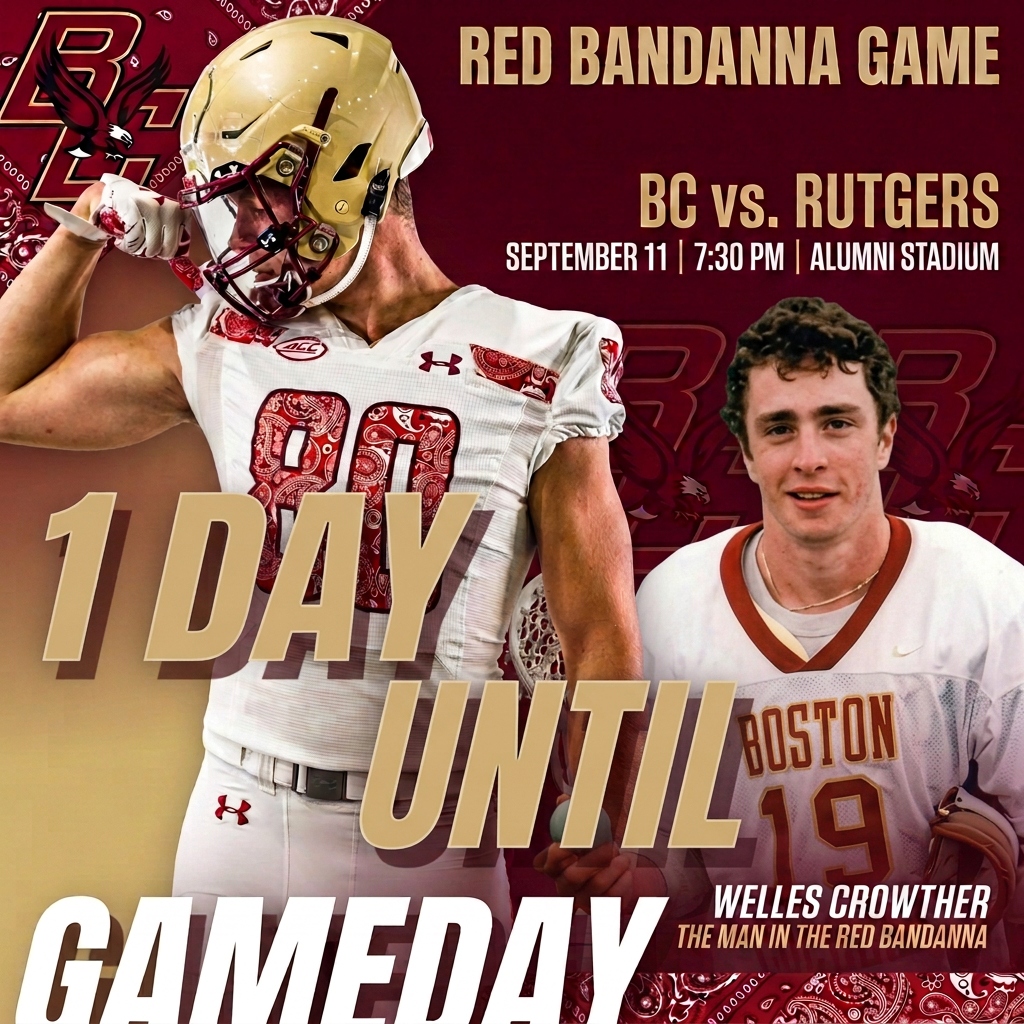 BC
RED BANDANNA GAME
BC vs. RUTGERS
SEPTEMBER 11 | 7:30 PM | ALUMNI STADIUM
ACC
80
1 DAY
UNTIL
BOSTON
19
WELLES CROWTHER
THE MAN IN THE RED BANDANNA
GAMEDAY